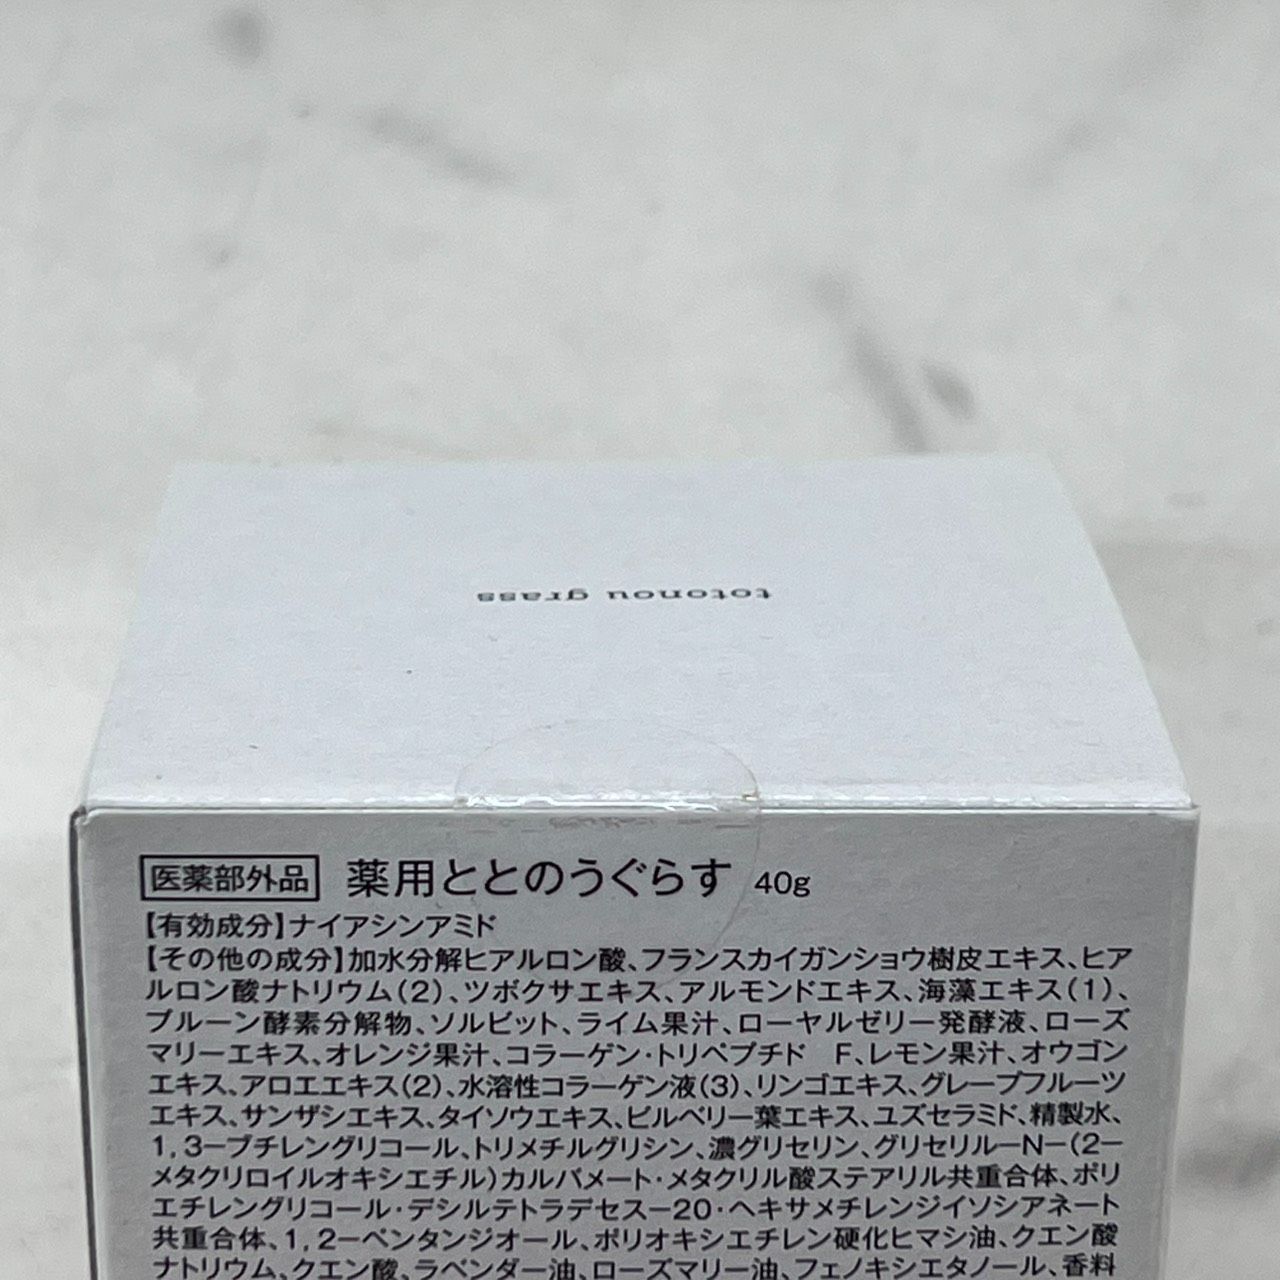 totonou grass
医薬部外品 薬用ととのうぐらす 40g
【有効成分】ナイアシンアミド
【その他の成分】加水分解ヒアルロン酸、フランスカイガンショウ樹皮エキス、ヒア
ルロン酸ナトリウム(2)、ツボクサエキス、アルモンドエキス、海藻エキス(1)、
プルーン酵素分解物、ソルビット、ライム果汁、ローヤルゼリー発酵液、ローズ
マリーエキス、オレンジ果汁、コラーゲン・トリペプチド F、レモン果汁、オウゴン
エキス、アロエエキス(2)、水溶性コラーゲン液(3)、リンゴエキス、グレープフルーツ
エキス、サンザシエキス、タイソウエキス、ビルベリー葉エキス、ユズセラミド、精製水、
1,3-ブチレングリコール、トリメチルグリシン、濃グリセリン、グリセリル-N-(2-
メタクリロイルオキシエチル)カルバメート・メタクリル酸ステアリル共重合体、ポリ
エチレングリコール・デシルテトラデセス-20・ヘキサメチレンジイソシアネート
共重合体、1,2-ペンタンジオール、ポリオキシエチレン硬化ヒマシ油、クエン酸
ナトリウム、クエン酸、ラベンダー油、ローズマリー油、フェノキシエタノール、香料